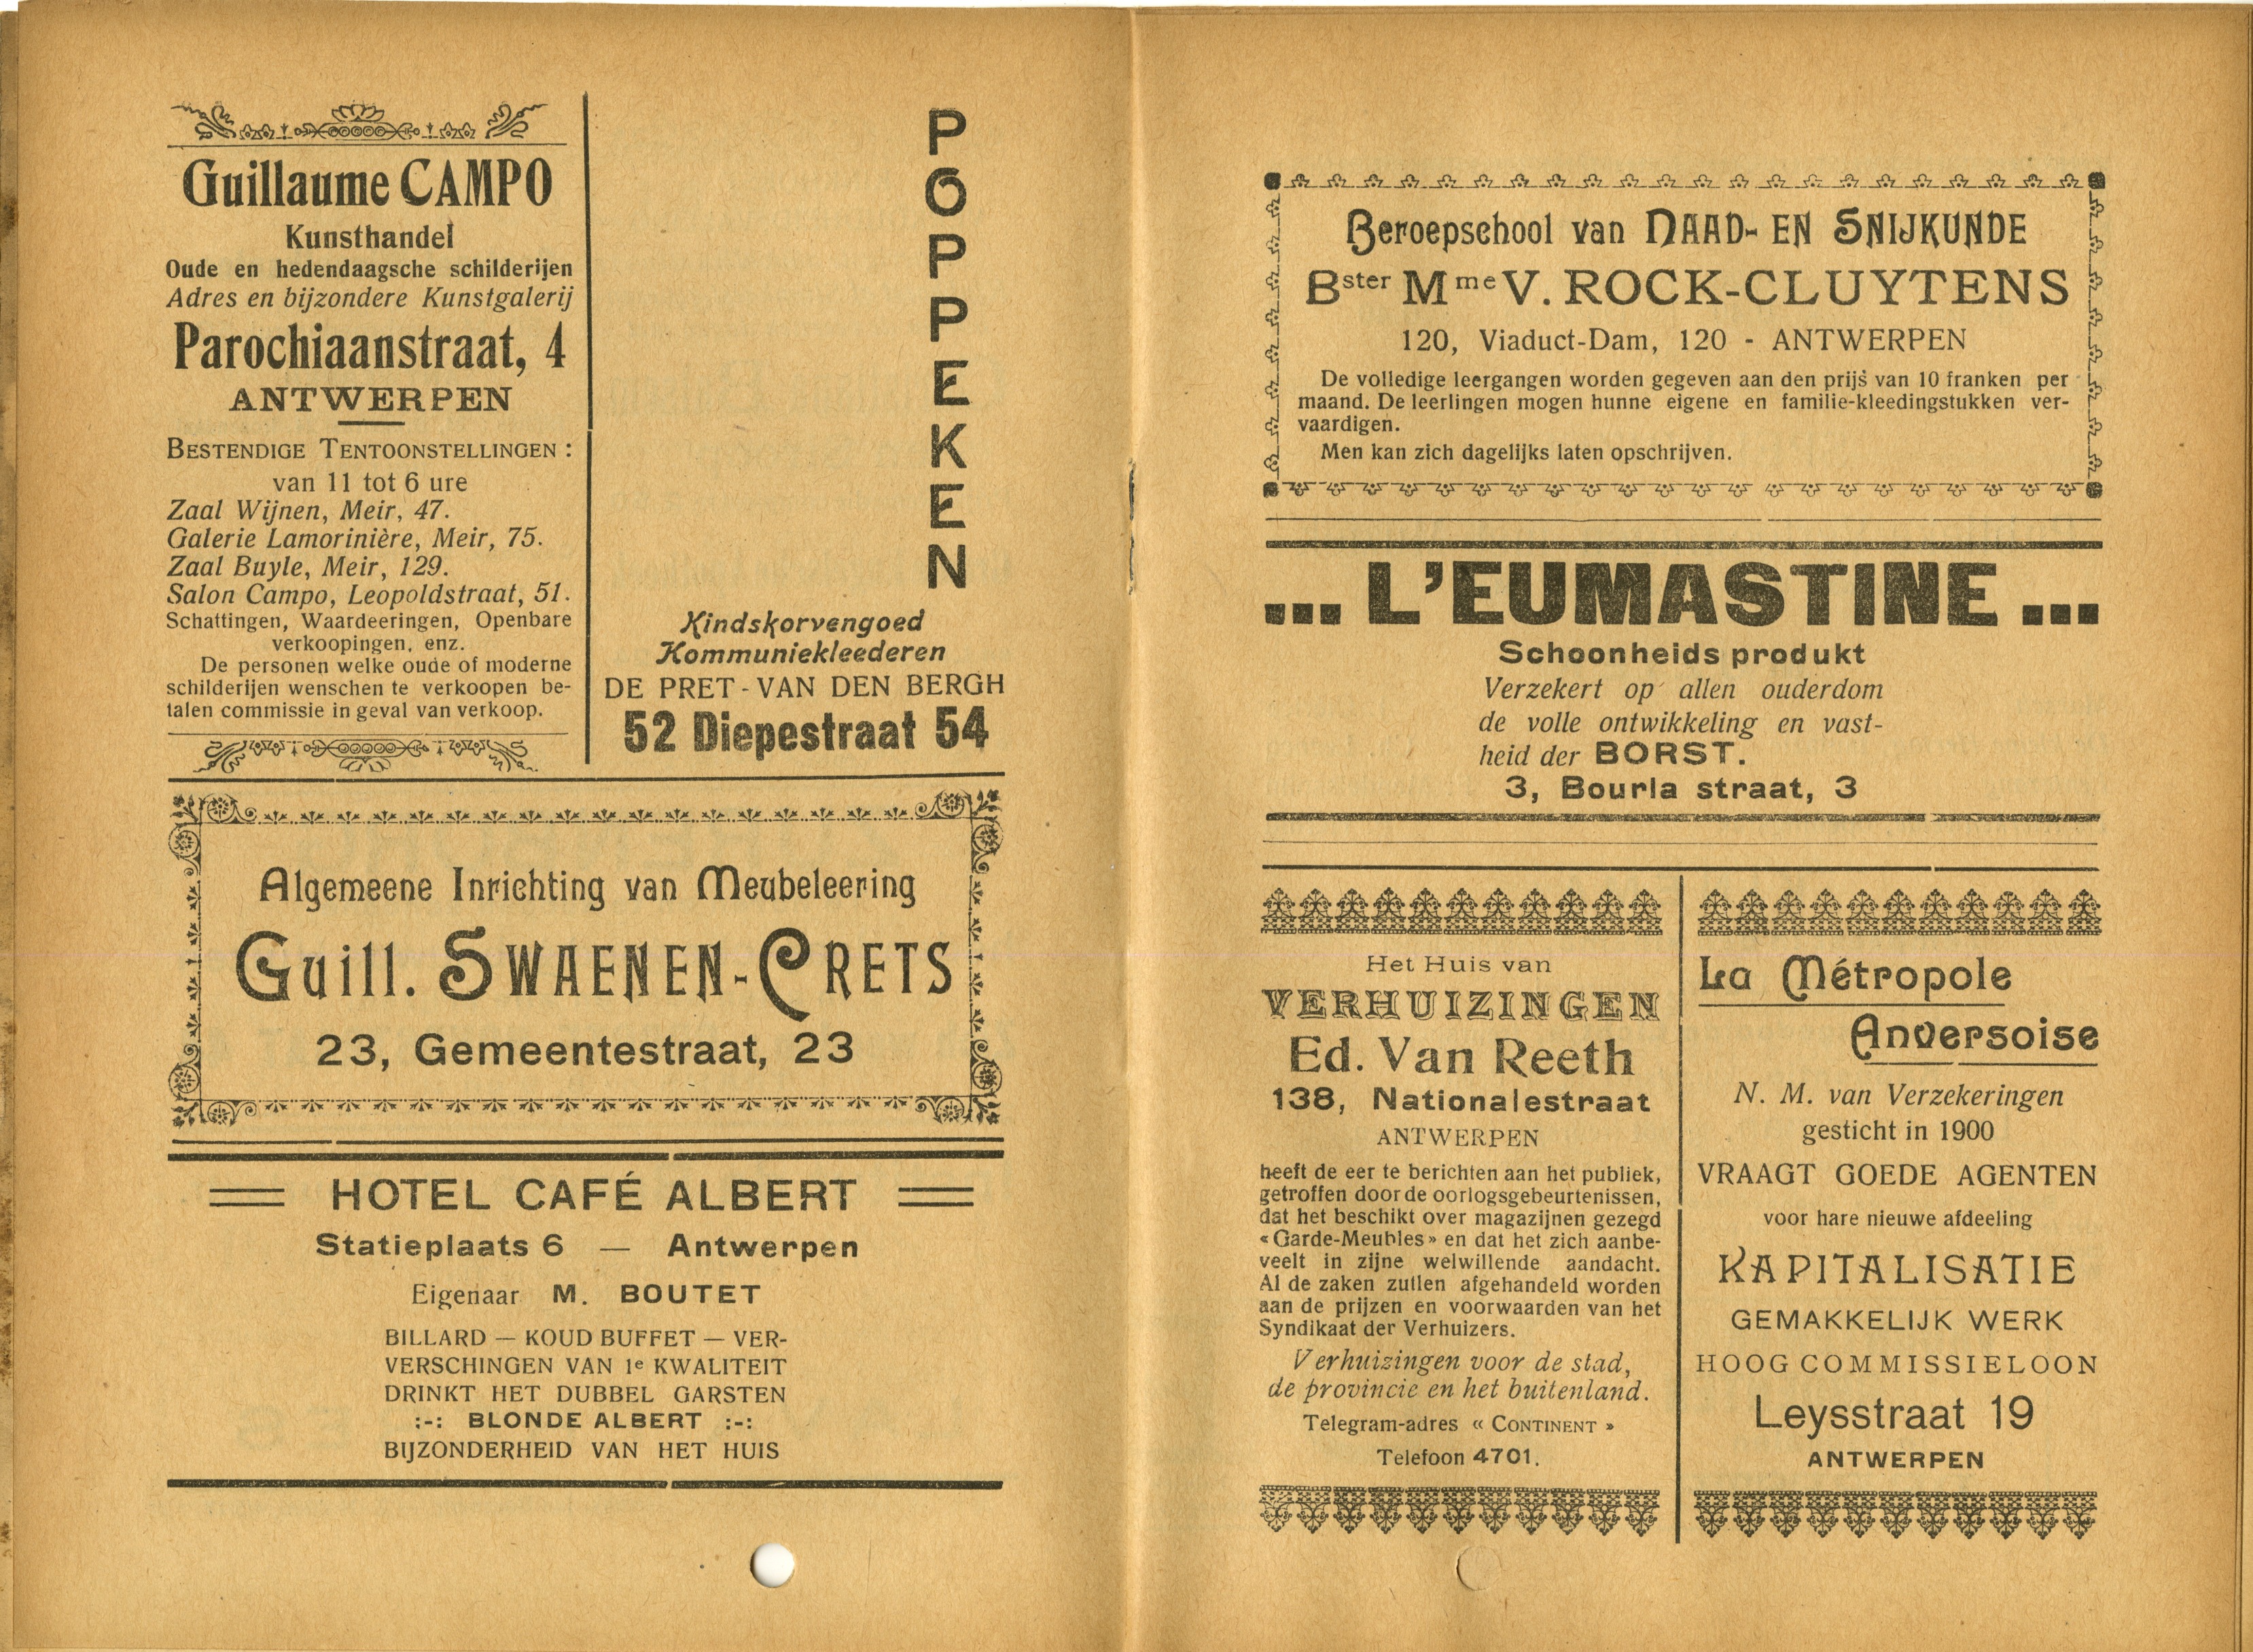 Guillaume CAMPO
Kunsthandel
Oude en hedendaagsche schilderijen
Adres en bijzondere Kunstgalerij
Parochiaanstraat, 4
ANTWERPEN
BESTENDIGE TENTOONSTELLINGEN :
van 11 tot 6 ure
Zaal Wijnen, Meir, 47.
Galerie Lamorinière, Meir, 75.
Zaal Buyle, Meir, 129.
Salon Campo, Leopoldstraat, 51.
Schattingen, Waardeeringen, Openbare
verkoopingen, enz.
De personen welke oude of moderne
schilderijen wenschen te verkoopen be-
talen commissie in geval van verkoop.
POPPEKEN
Kindskorvengoed
Kommuniekleederen
DE PRET - VAN DEN BERGH
52 Diepestraat 54
Algemeene Inrichting van Meubeleering
Guill. SWAENEN-CRETS
23, Gemeentestraat, 23
HOTEL CAFÉ ALBERT
Statieplaats 6 — Antwerpen
Eigenaar M. BOUTET
BILLARD — KOUD BUFFET — VER-
VERSCHINGEN VAN 1e KWALITEIT
DRINKT HET DUBBEL GARSTEN
:-: BLONDE ALBERT :-:
BIJZONDERHEID VAN HET HUIS
Beroepschool van NAAD- EN SNIJKUNDE
Bster Mme V. ROCK-CLUYTENS
120, Viaduct-Dam, 120 - ANTWERPEN
De volledige leergangen worden gegeven aan den prijs van 10 franken per
maand. De leerlingen mogen hunne eigene en familie-kleedingstukken ver-
vaardigen.
Men kan zich dagelijks laten opschrijven.
... L'EUMASTINE ...
Schoonheids produkt
Verzekert op allen ouderdom
de volle ontwikkeling en vast-
heid der BORST.
3, Bourla straat, 3
Het Huis van
VERHUIZINGEN
Ed. Van Reeth
138, Nationalestraat
ANTWERPEN
heeft de eer te berichten aan het publiek,
getroffen door de oorlogsgebeurtenissen,
dat het beschikt over magazijnen gezegd
« Garde-Meubles » en dat het zich aanbe-
veelt in zijne welwillende aandacht.
Al de zaken zullen afgehandeld worden
aan de prijzen en voorwaarden van het
Syndikaat der Verhuizers.
Verhuizingen voor de stad,
de provincie en het buitenland.
Telegram-adres « CONTINENT »
Telefoon 4701.
La Métropole
Anversoise
N. M. van Verzekeringen
gesticht in 1900
VRAAGT GOEDE AGENTEN
voor hare nieuwe afdeeling
KAPITALISATIE
GEMAKKELIJK WERK
HOOG COMMISSIELOON
Leysstraat 19
ANTWERPEN